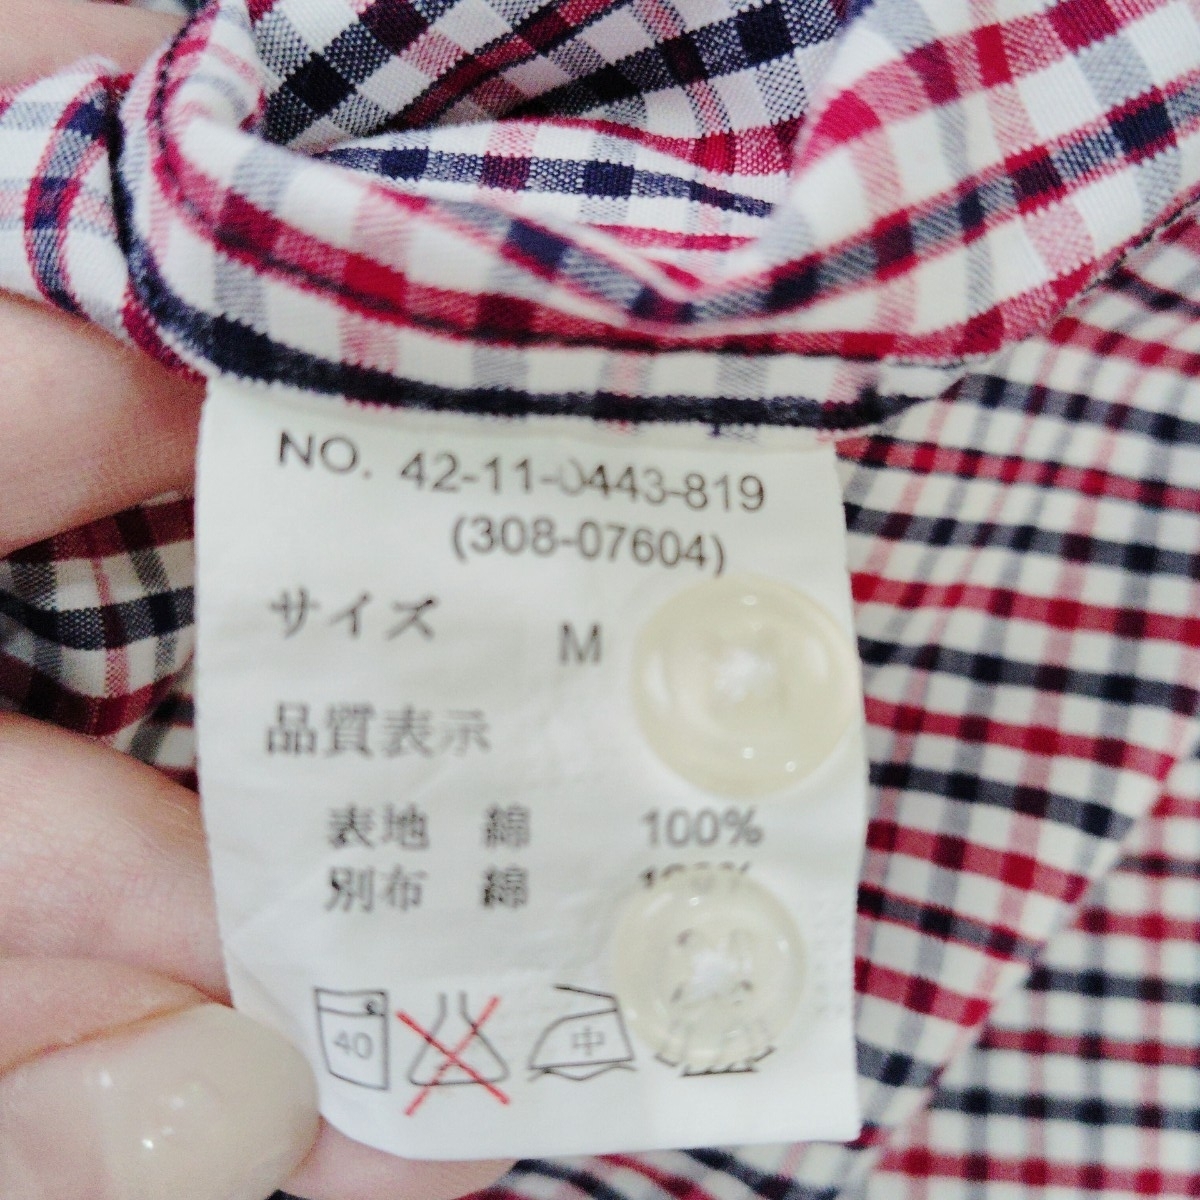 NO. 42-11-0443-819
(308-07604)
サイズ M
品質表示
表地 綿 100%
別布 綿 100%
40 中